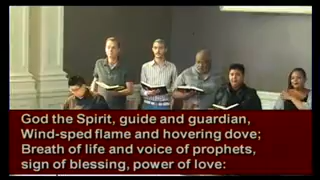 God the Spirit, guide and guardian,
Wind-sped flame and hovering dove;
Breath of life and voice of prophets,
sign of blessing, power of love: